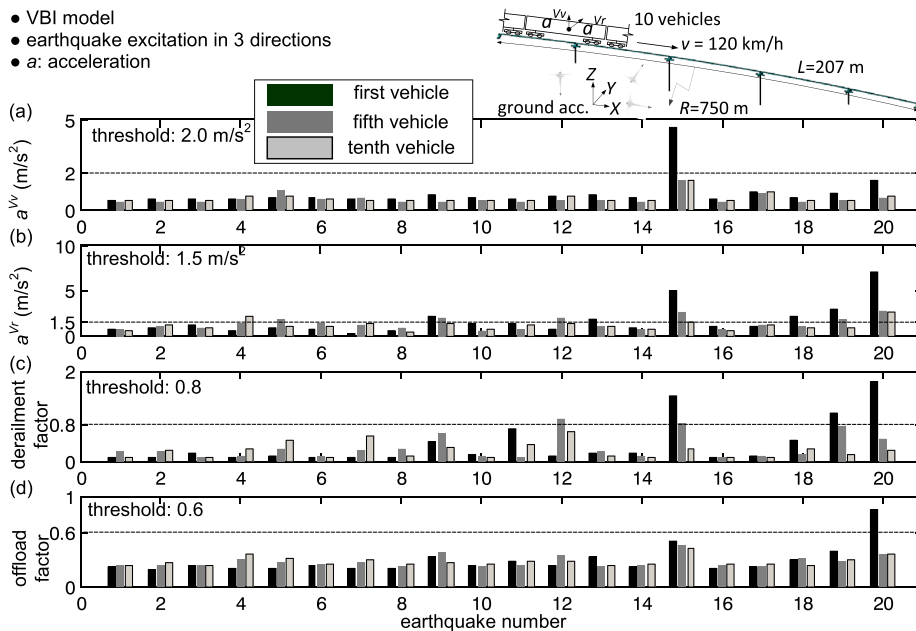 ● VBI model
● earthquake excitation in 3 directions
● a: acceleration
a^Vv a^Vr 10 vehicles
v = 120 km/h
L=207 m
Z Y X
ground acc.
R=750 m
first vehicle
fifth vehicle
tenth vehicle
(a)
threshold: 2.0 m/s²
a^Vv (m/s²)
5
2
0
0 2 4 6 8 10 12 14 16 18 20
(b)
threshold: 1.5 m/s²
a^Vr (m/s²)
10
5
1.5
0
0 2 4 6 8 10 12 14 16 18 20
(c)
threshold: 0.8
derailment factor
2
0.8
0
0 2 4 6 8 10 12 14 16 18 20
(d)
threshold: 0.6
offload factor
1
0.6
0
0 2 4 6 8 10 12 14 16 18 20
earthquake number